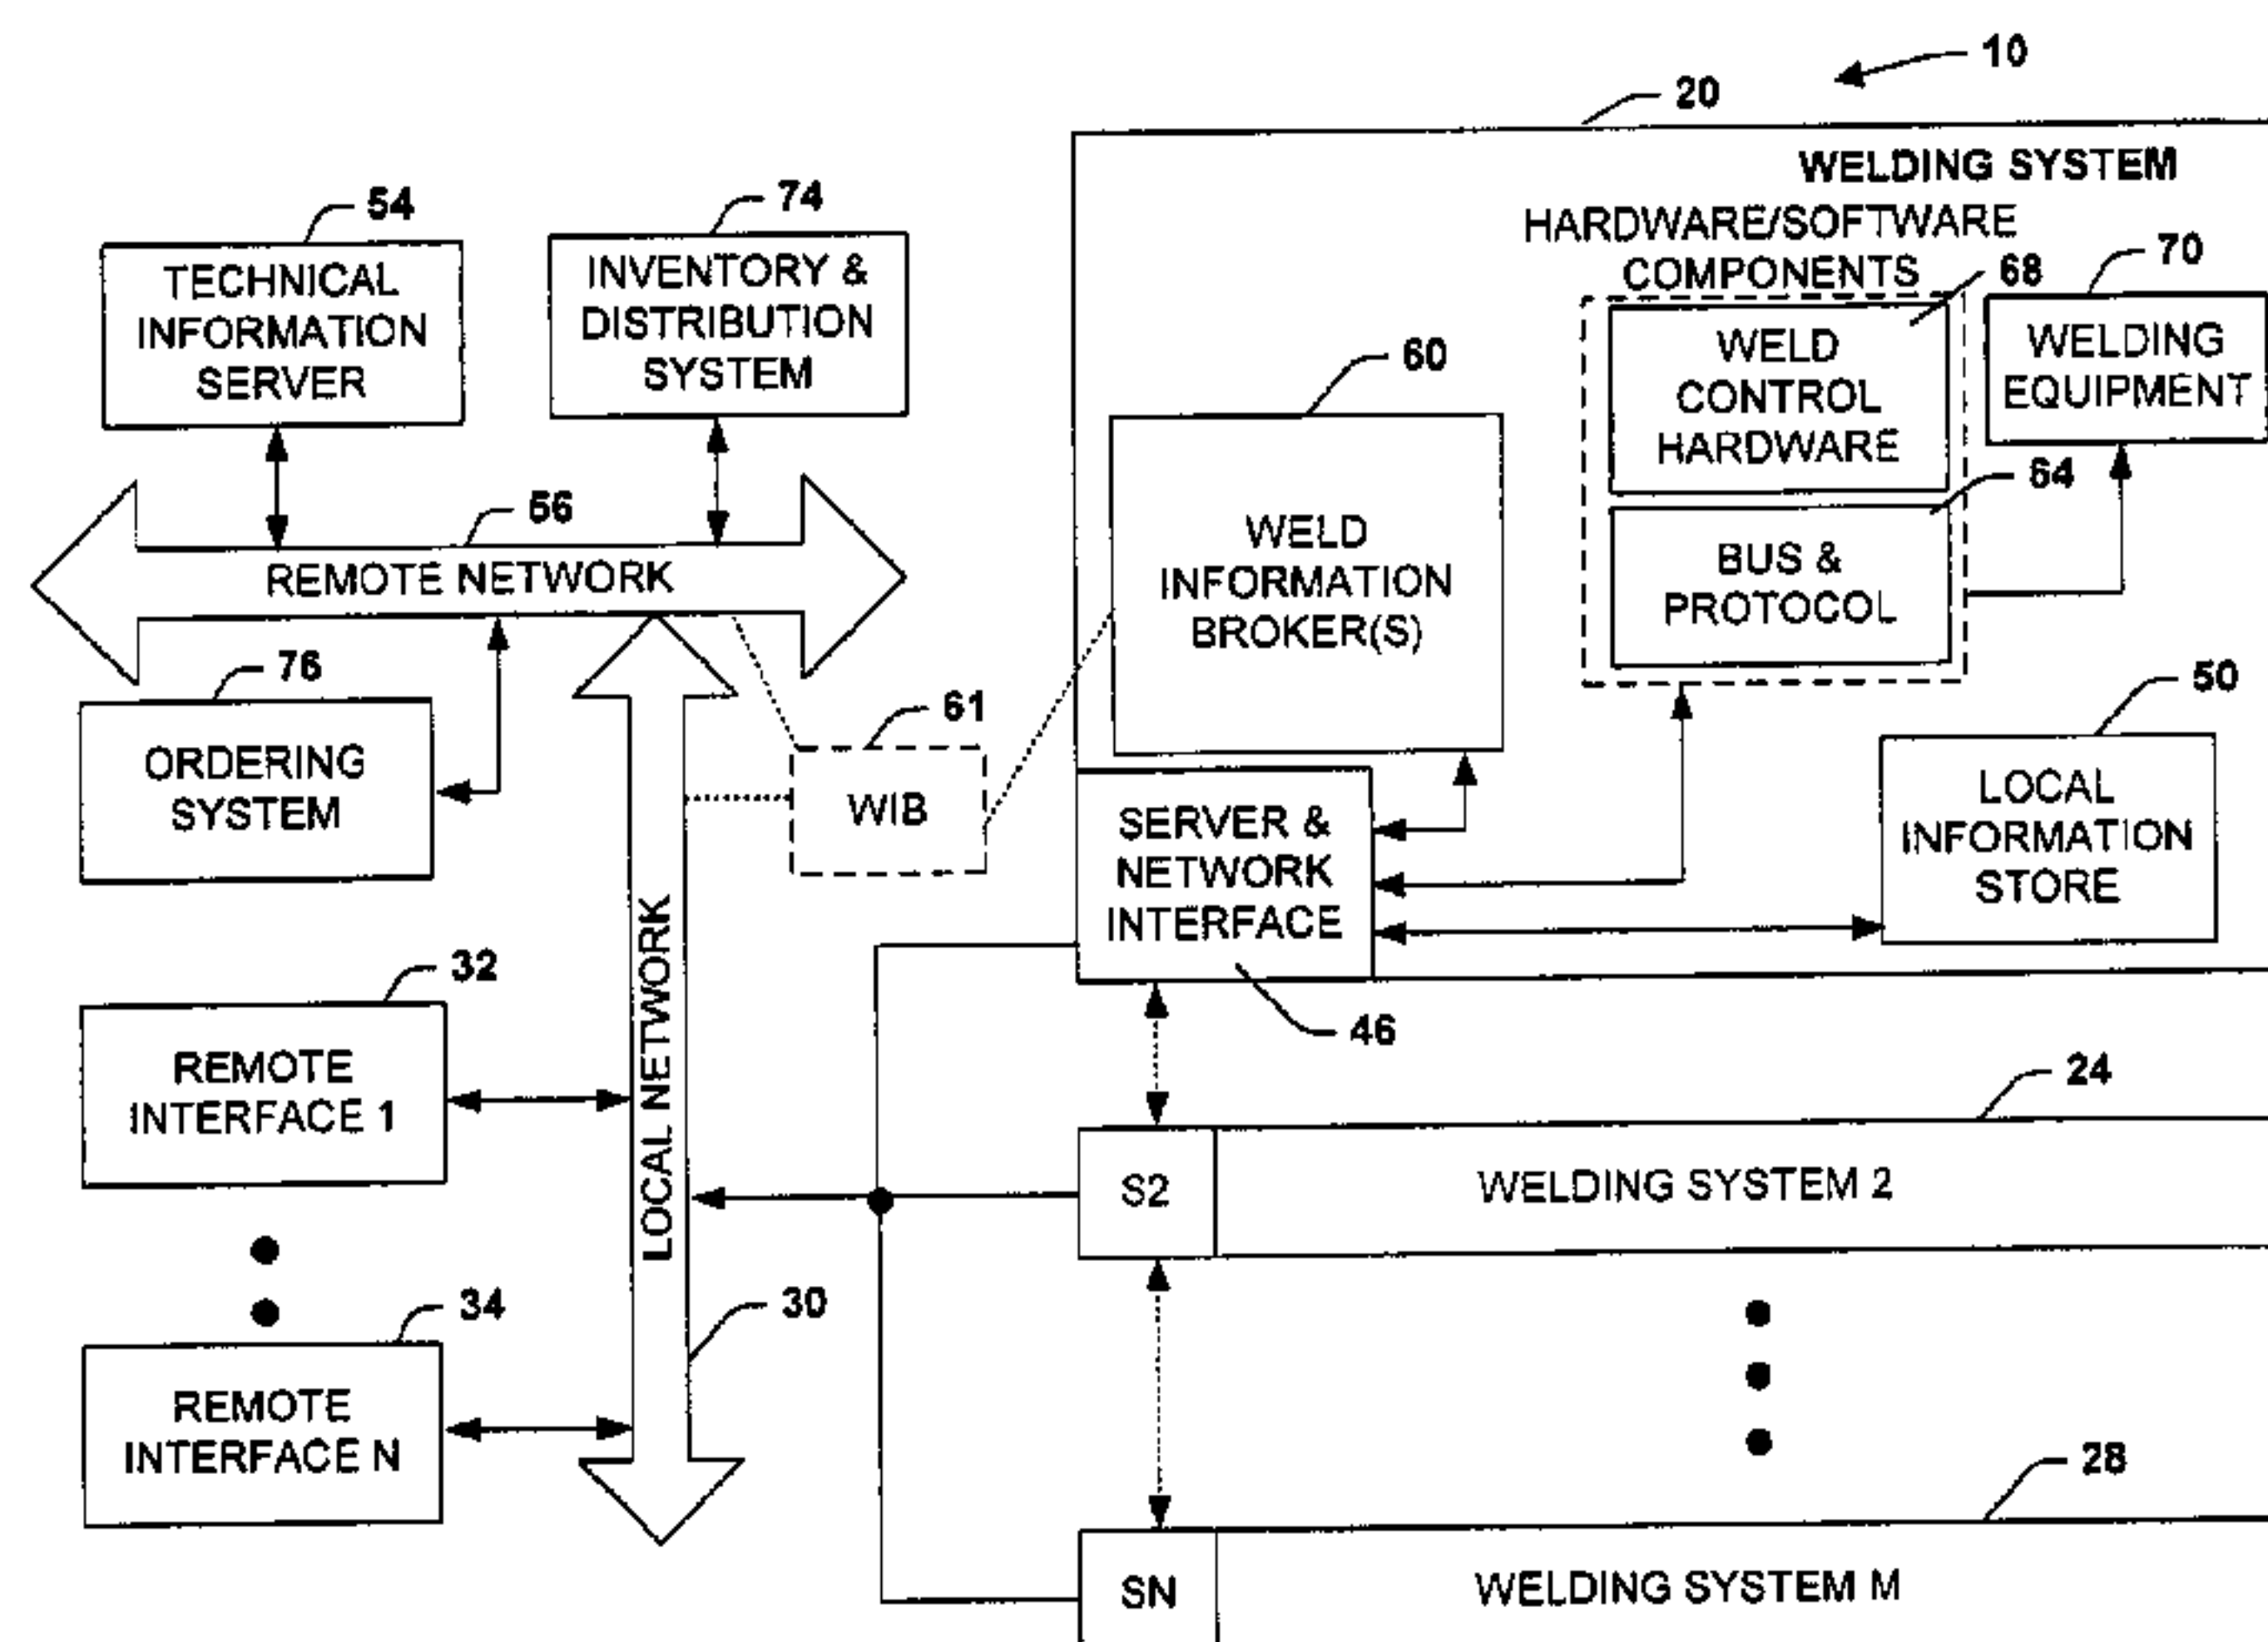 10
20
WELDING SYSTEM
HARDWARE/SOFTWARE
COMPONENTS
54
TECHNICAL
INFORMATION
SERVER
74
INVENTORY &
DISTRIBUTION
SYSTEM
60
WELD
INFORMATION
BROKER(S)
68
WELD
CONTROL
HARDWARE
70
WELDING
EQUIPMENT
64
BUS &
PROTOCOL
56
REMOTE NETWORK
76
ORDERING
SYSTEM
61
WIB
SERVER &
NETWORK
INTERFACE
46
50
LOCAL
INFORMATION
STORE
32
REMOTE
INTERFACE 1
LOCAL NETWORK
30
34
REMOTE
INTERFACE N
24
S2
WELDING SYSTEM 2
28
SN
WELDING SYSTEM M